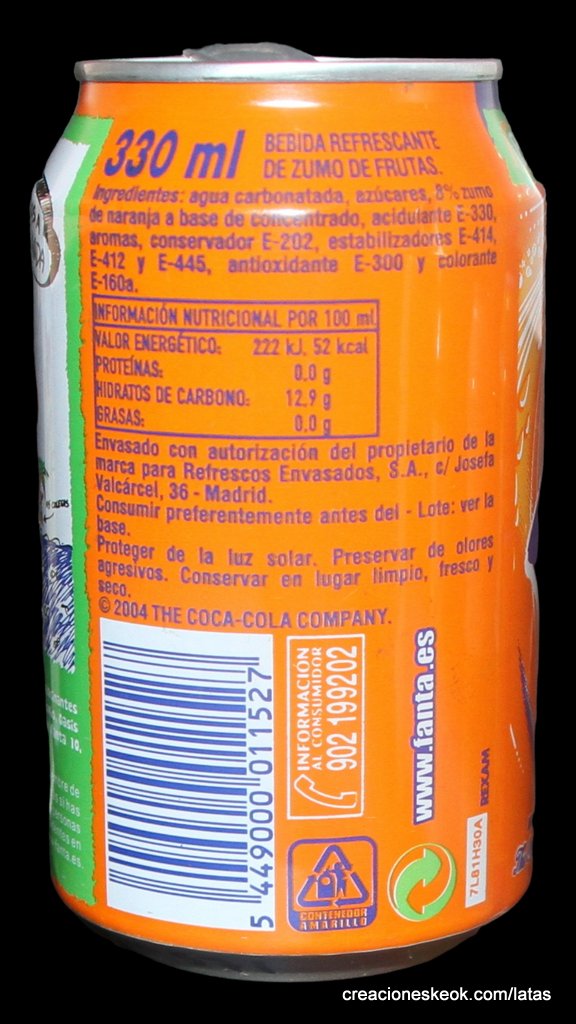 330 ml
BEBIDA REFRESCANTE
DE ZUMO DE FRUTAS.
Ingredientes: agua carbonatada, azúcares, 8% zumo
de naranja a base de concentrado, acidulante E-330,
aromas, conservador E-202, estabilizadores E-414,
E-412 y E-445, antioxidante E-300 y colorante
E-160a.
INFORMACIÓN NUTRICIONAL POR 100 ml
VALOR ENERGÉTICO: 222 kJ, 52 kcal
PROTEÍNAS: 0,0 g
HIDRATOS DE CARBONO: 12,9 g
GRASAS: 0,0 g
Envasado con autorización del propietario de la
marca para Refrescos Envasados, S.A., c/ Josefa
Valcárcel, 36 - Madrid.
Consumir preferentemente antes del - Lote: ver la
base.
Proteger de la luz solar. Preservar de olores
agresivos. Conservar en lugar limpio, fresco y
seco.
© 2004 THE COCA-COLA COMPANY.
5 449000 011527
INFORMACIÓN
AL CONSUMIDOR
902 199202
www.fanta.es
CONTENEDOR
AMARILLO
7L81H30A
REXAM
creacioneskeok.com/latas